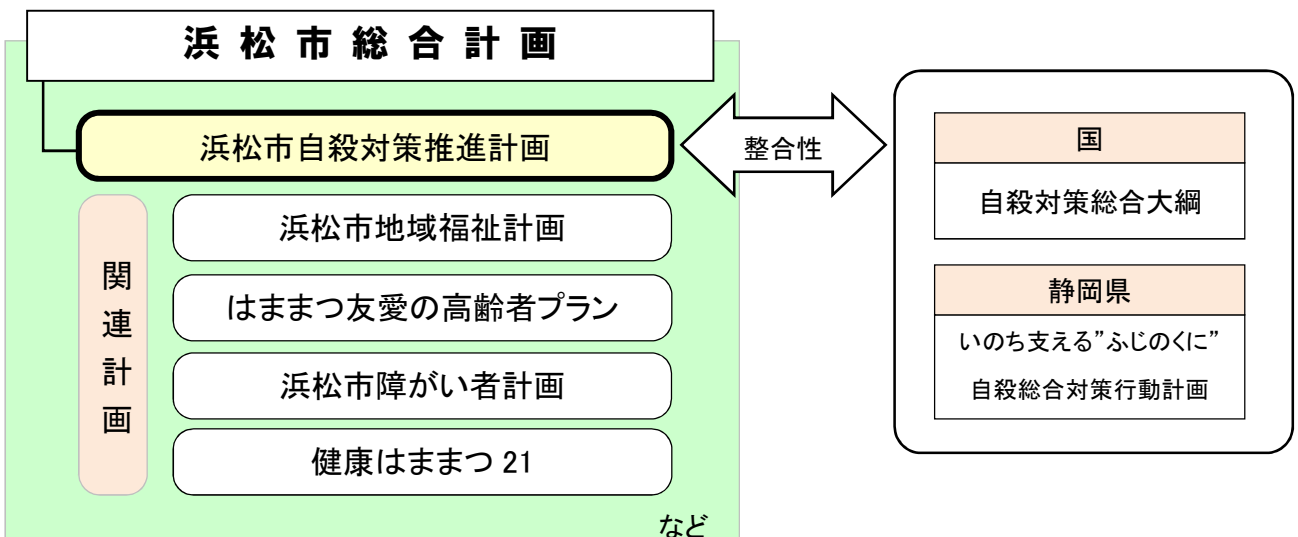 浜松市総合計画
浜松市自殺対策推進計画
整合性
関連計画
浜松市地域福祉計画
はままつ友愛の高齢者プラン
浜松市障がい者計画
健康はままつ 21
など
国
自殺対策総合大綱
静岡県
いのち支える”ふじのくに”
自殺総合対策行動計画